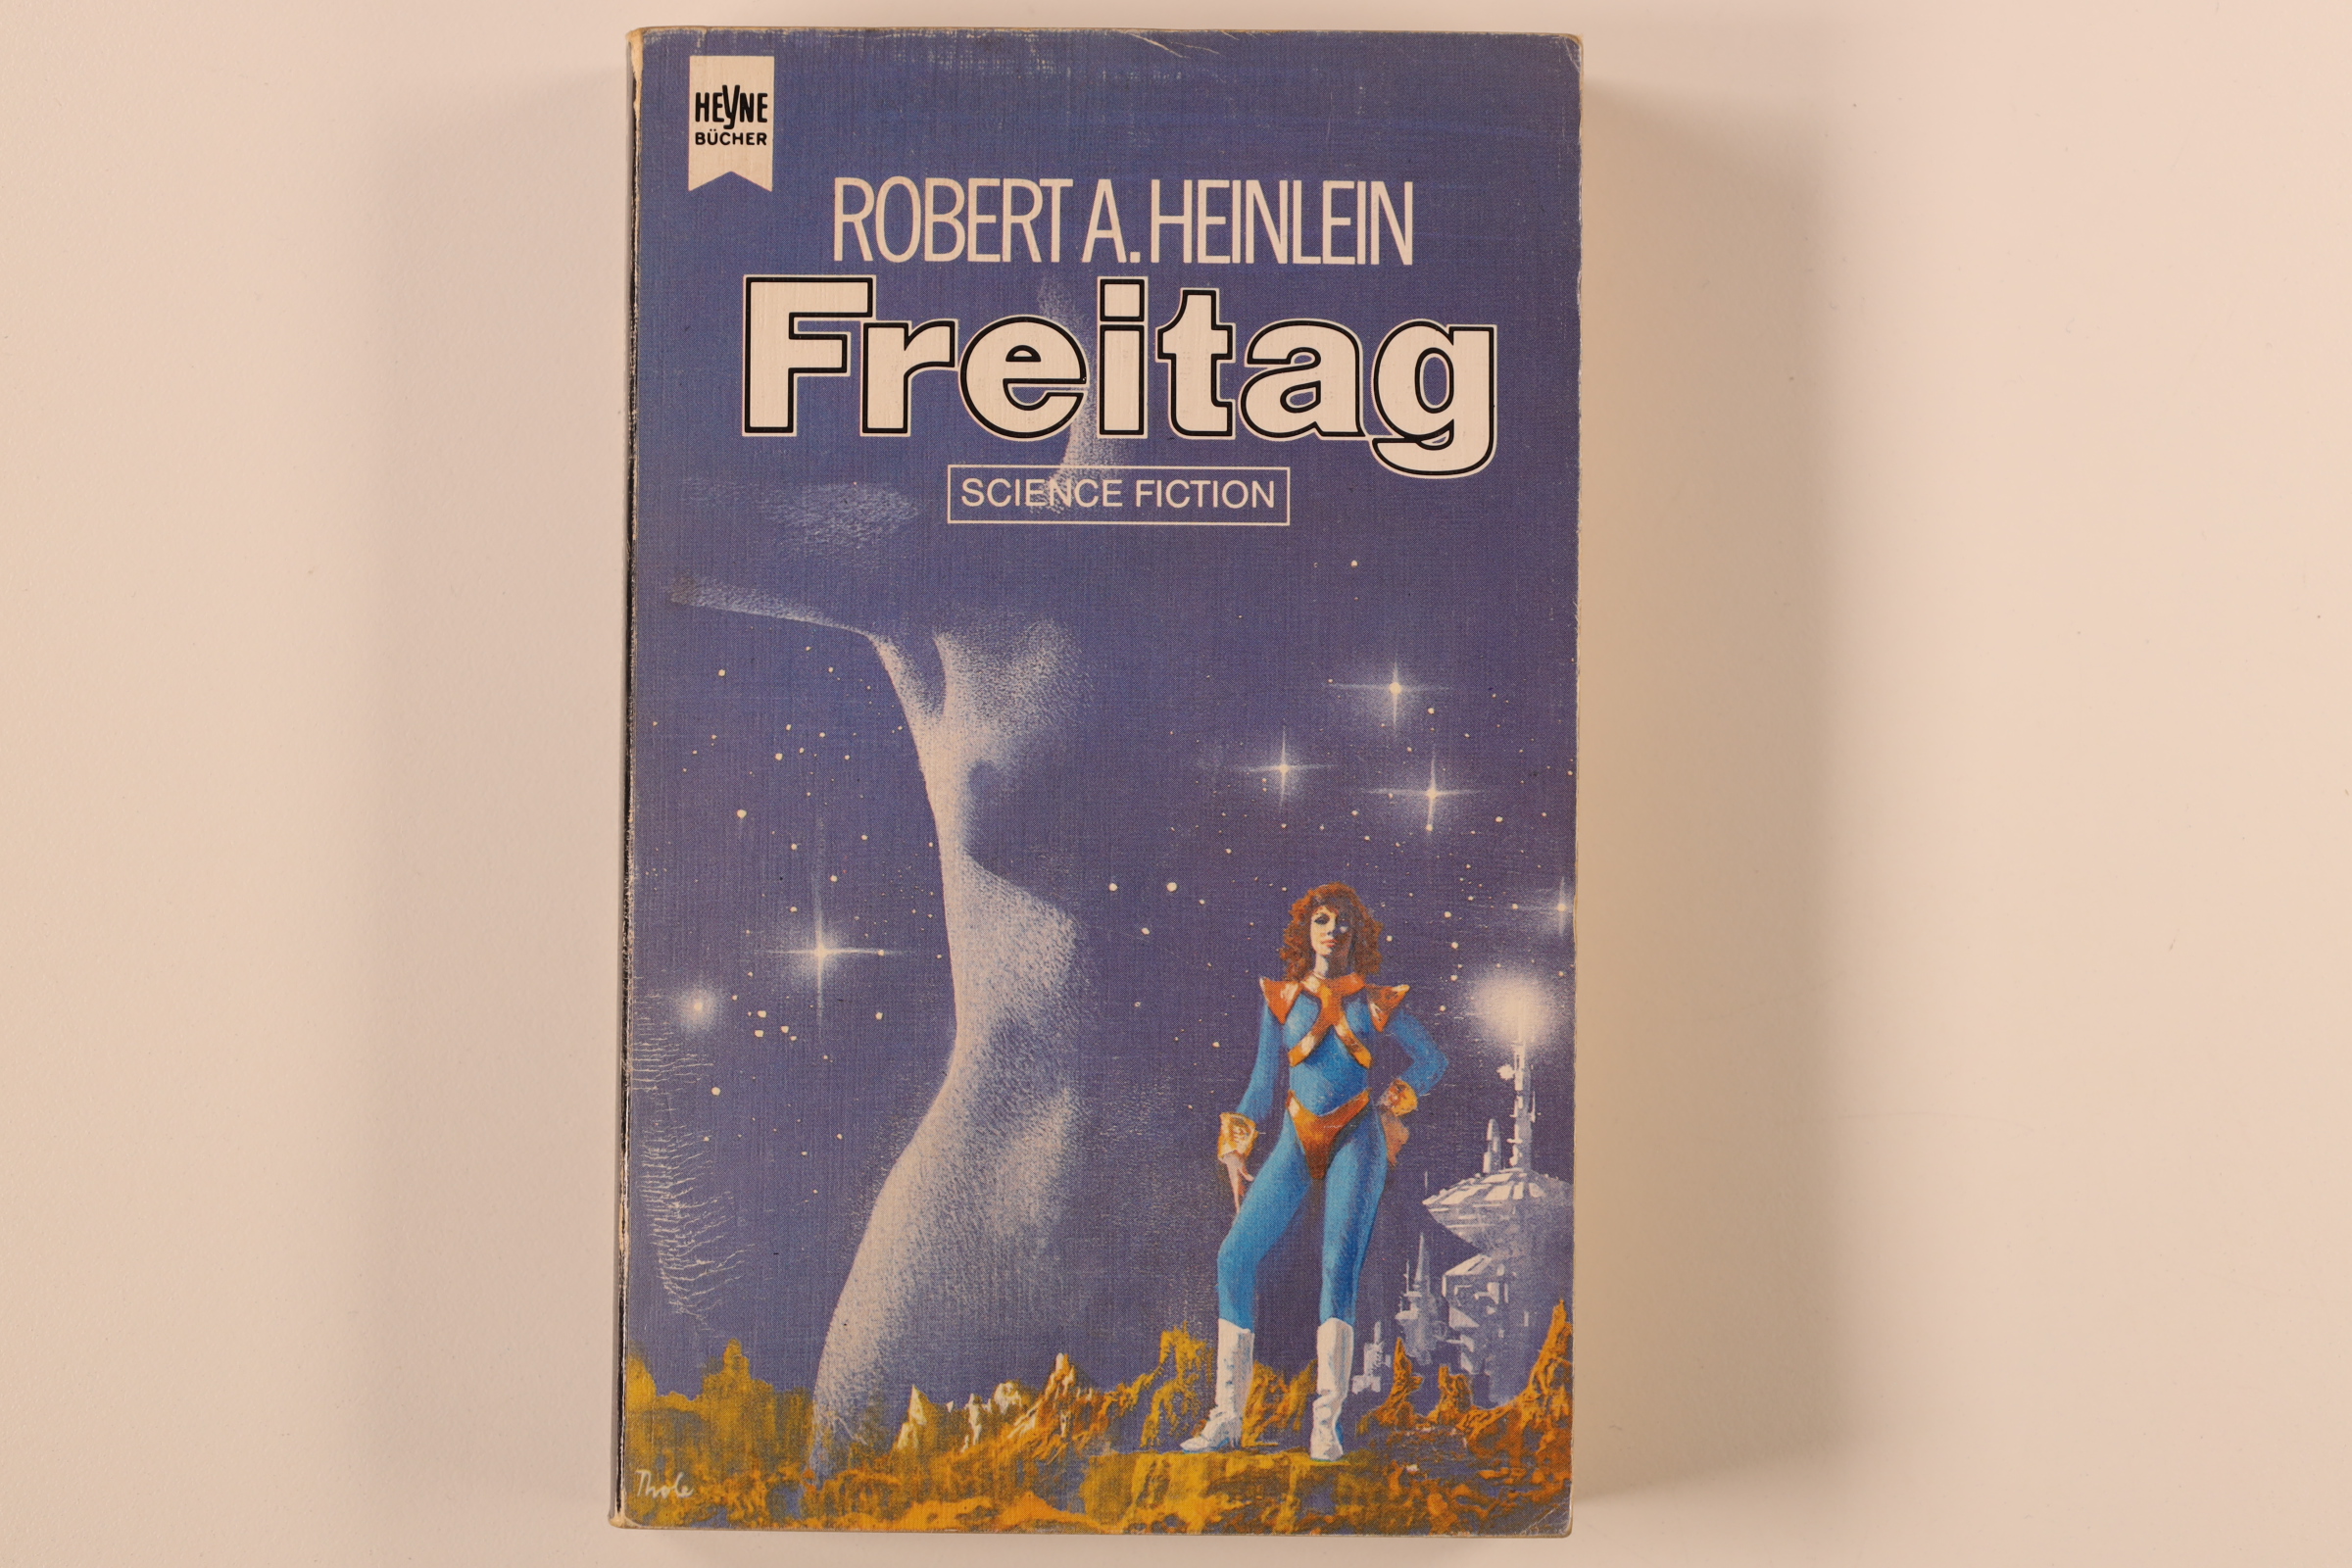 HEYNE
BÜCHER
ROBERT A. HEINLEIN
Freitag
SCIENCE FICTION
Thole